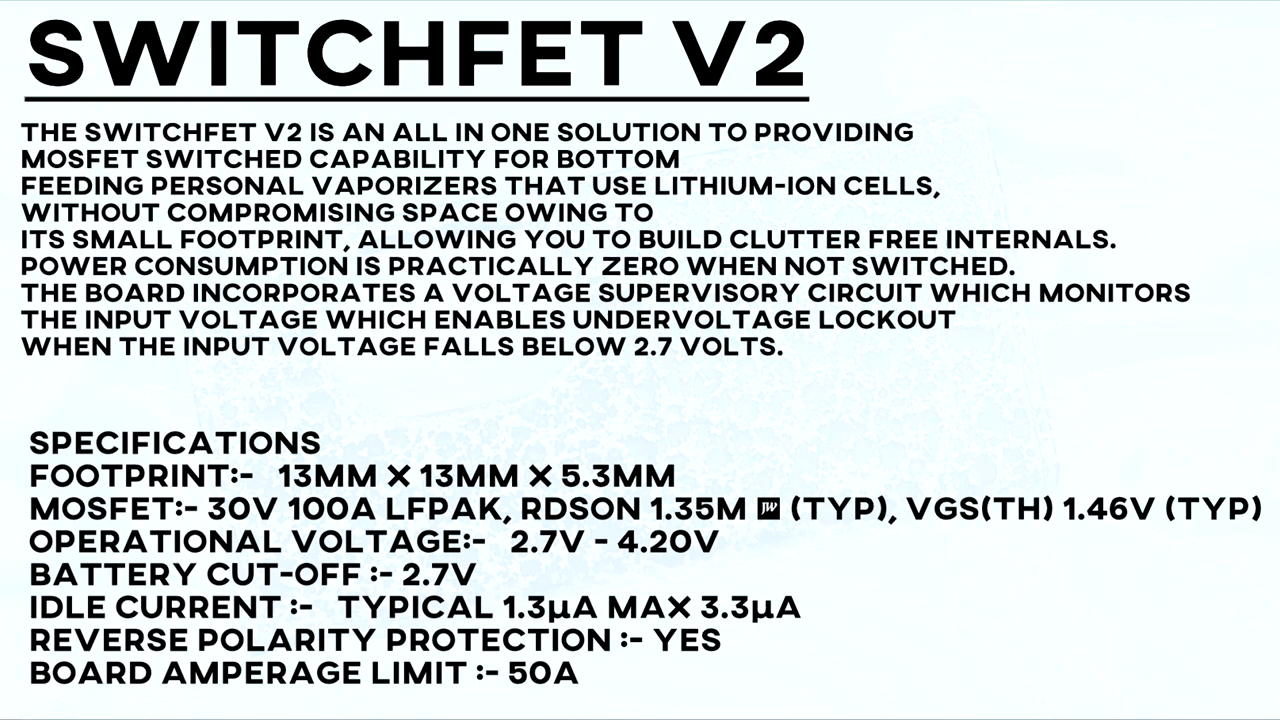 SWITCHFET V2
THE SWITCHFET V2 IS AN ALL IN ONE SOLUTION TO PROVIDING
MOSFET SWITCHED CAPABILITY FOR BOTTOM
FEEDING PERSONAL VAPORIZERS THAT USE LITHIUM-ION CELLS,
WITHOUT COMPROMISING SPACE OWING TO
ITS SMALL FOOTPRINT, ALLOWING YOU TO BUILD CLUTTER FREE INTERNALS.
POWER CONSUMPTION IS PRACTICALLY ZERO WHEN NOT SWITCHED.
THE BOARD INCORPORATES A VOLTAGE SUPERVISORY CIRCUIT WHICH MONITORS
THE INPUT VOLTAGE WHICH ENABLES UNDERVOLTAGE LOCKOUT
WHEN THE INPUT VOLTAGE FALLS BELOW 2.7 VOLTS.
SPECIFICATIONS
FOOTPRINT:- 13MM X 13MM X 5.3MM
MOSFET:- 30V 100A LFPAK, RDSON 1.35M JW (TYP), VGS(TH) 1.46V (TYP)
OPERATIONAL VOLTAGE:- 2.7V - 4.20V
BATTERY CUT-OFF :- 2.7V
IDLE CURRENT :- TYPICAL 1.3µA MAX 3.3µA
REVERSE POLARITY PROTECTION :- YES
BOARD AMPERAGE LIMIT :- 50A